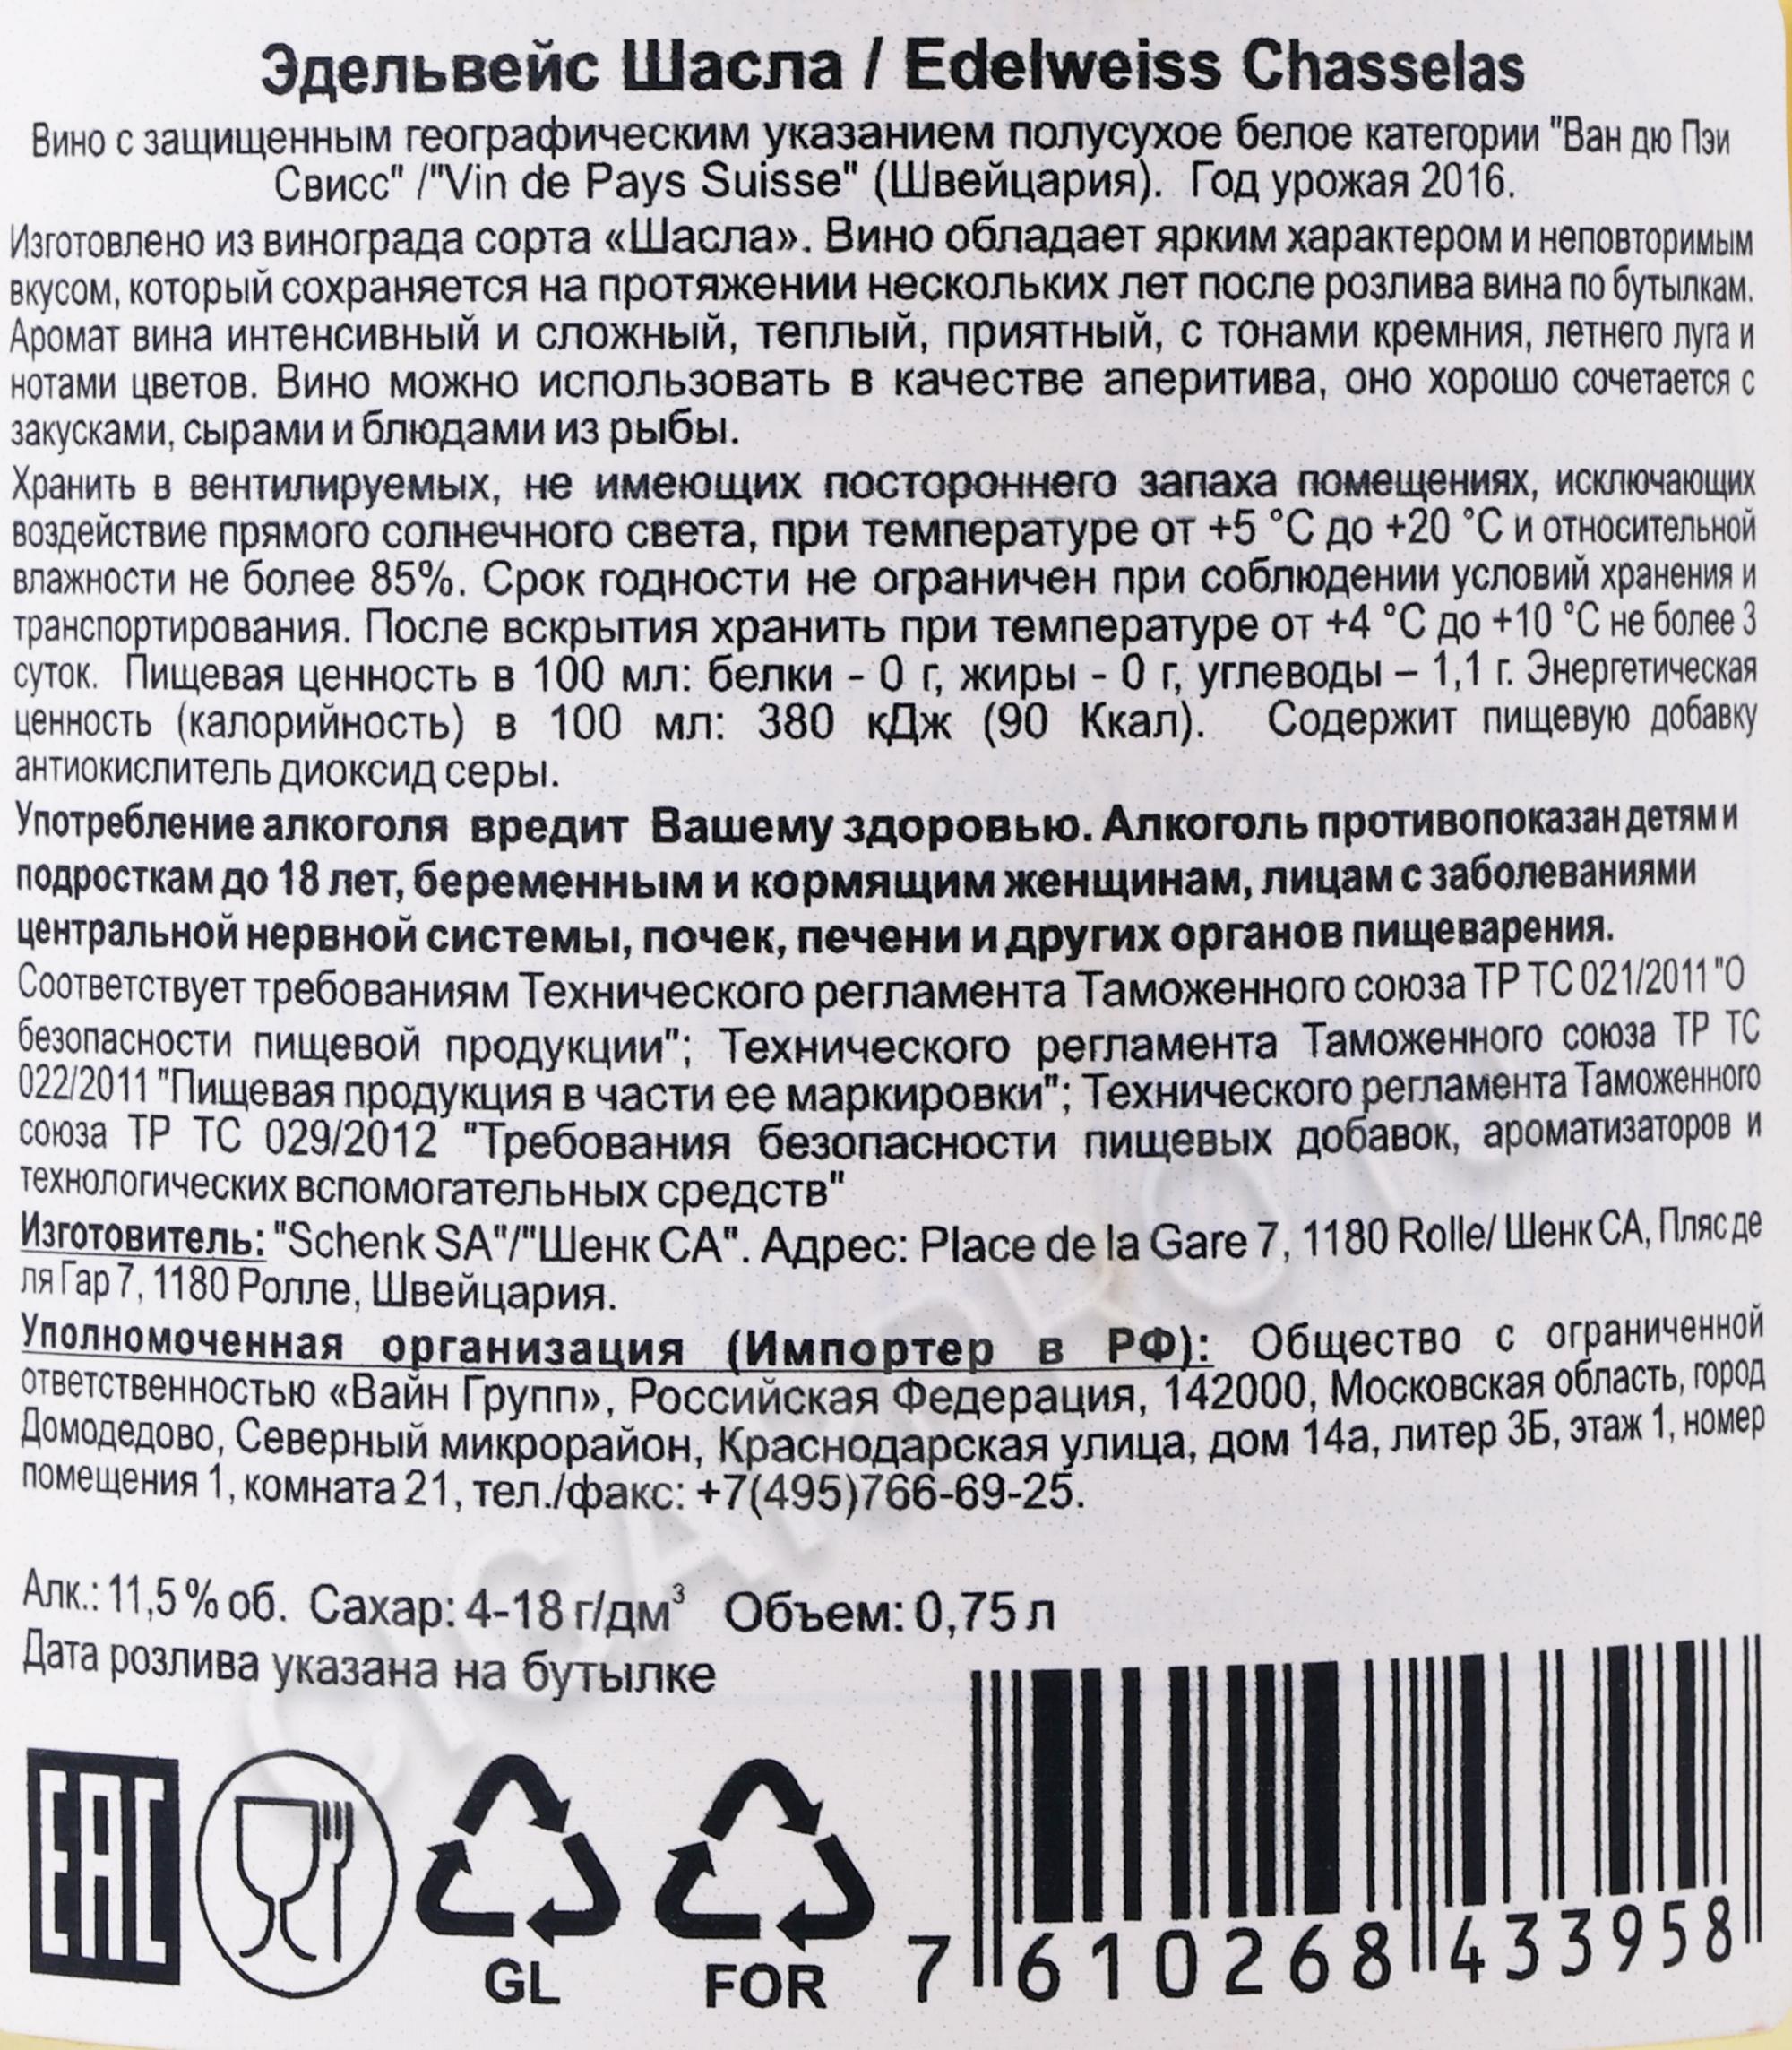 Эдельвейс Шасла / Edelweiss Chasselas
Вино с защищенным географическим указанием полусухое белое категории "Ван дю Пэи
Свисс" /"Vin de Pays Suisse" (Швейцария). Год урожая 2016.
Изготовлено из винограда сорта «Шасла». Вино обладает ярким характером и неповторимым
вкусом, который сохраняется на протяжении нескольких лет после розлива вина по бутылкам.
Аромат вина интенсивный и сложный, теплый, приятный, с тонами кремния, летнего луга и
нотами цветов. Вино можно использовать в качестве аперитива, оно хорошо сочетается с
закусками, сырами и блюдами из рыбы.
Хранить в вентилируемых, не имеющих постороннего запаха помещениях, исключающих
воздействие прямого солнечного света, при температуре от +5 °С до +20 °С и относительной
влажности не более 85%. Срок годности не ограничен при соблюдении условий хранения и
транспортирования. После вскрытия хранить при температуре от +4 °С до +10 °С не более 3
суток. Пищевая ценность в 100 мл: белки - 0 г, жиры - 0 г, углеводы – 1,1 г. Энергетическая
ценность (калорийность) в 100 мл: 380 кДж (90 Ккал). Содержит пищевую добавку
антиокислитель диоксид серы.
Употребление алкоголя вредит Вашему здоровью. Алкоголь противопоказан детям и
подросткам до 18 лет, беременным и кормящим женщинам, лицам с заболеваниями
центральной нервной системы, почек, печени и других органов пищеварения.
Соответствует требованиям Технического регламента Таможенного союза ТР ТС 021/2011 "О
безопасности пищевой продукции"; Технического регламента Таможенного союза ТР ТС
022/2011 "Пищевая продукция в части ее маркировки"; Технического регламента Таможенного
союза ТР ТС 029/2012 "Требования безопасности пищевых добавок, ароматизаторов и
технологических вспомогательных средств"
Изготовитель: "Schenk SA"/"Шенк СА". Адрес: Place de la Gare 7, 1180 Rolle/ Шенк СА, Пляс де
ля Гар 7, 1180 Ролле, Швейцария.
Уполномоченная организация (Импортер в РФ): Общество с ограниченной
ответственностью «Вайн Групп», Российская Федерация, 142000, Московская область, город
Домодедово, Северный микрорайон, Краснодарская улица, дом 14а, литер 3Б, этаж 1, номер
помещения 1, комната 21, тел./факс: +7(495)766-69-25.
Алк.: 11,5 % об. Сахар: 4-18 г/дм³ Объем: 0,75 л
Дата розлива указана на бутылке
EAC
GL
FOR
7 610268 433958